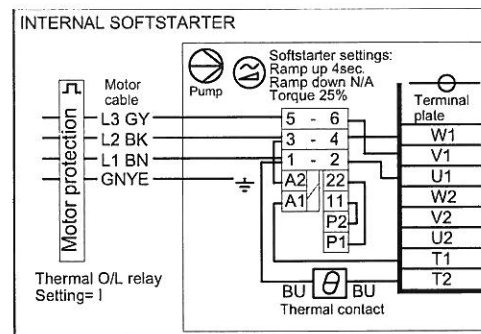 INTERNAL SOFTSTARTER
Softstarter settings:
Ramp up 4sec.
Ramp down N/A
Torque 25%
Pump
Motor
cable
Terminal
plate
Motor protection
L3 GY
L2 BK
L1 BN
GNYE
5 - 6
3 - 4
1 - 2
A2 22
A1 11
P2
P1
W1
V1
U1
W2
V2
U2
T1
T2
Thermal O/L relay
Setting= I
BU θ BU
Thermal contact